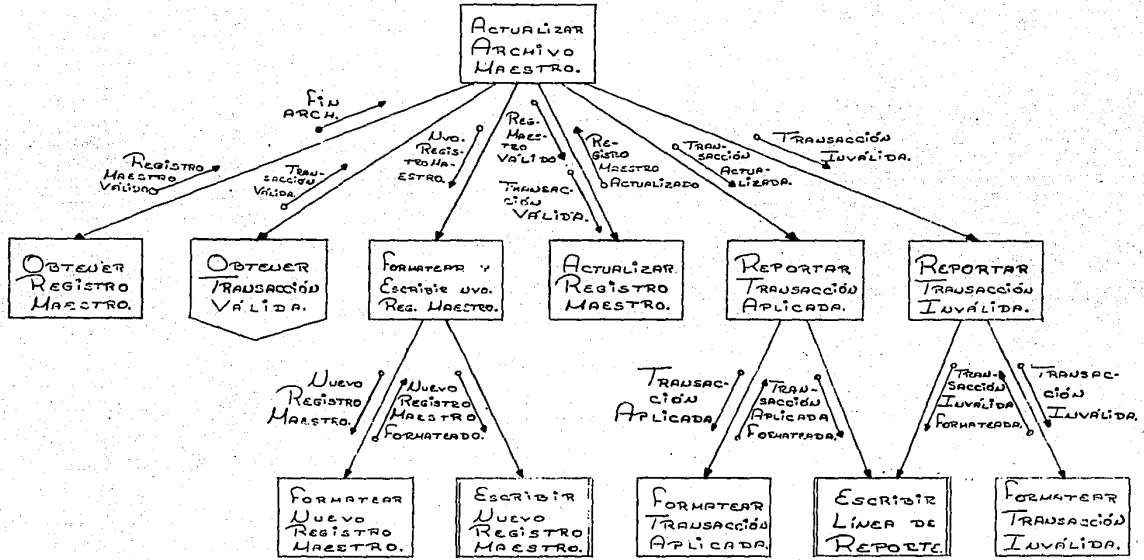 ACTUALIZAR
ARCHIVO
MAESTRO.
FIN
ARCH.
REGISTRO
MAESTRO
VÁLIDO
TRAN-
SACCIÓN
VÁLIDA.
NVO.
REGIS-
TRO MA-
ESTRO.
REG.
MAES-
TRO
VÁLIDO
TRANSAC-
CIÓN
VÁLIDA.
RE-
GISTRO
MAESTRO
ACTUALIZADO
TRAN-
SACCIÓN
ACTUA-
LIZADA.
TRANSACCIÓN
INVÁLIDA.
OBTENER
REGISTRO
MAESTRO.
OBTENER
TRANSACCIÓN
VÁLIDA.
FORMATEAR Y
ESCRIBIR NVO.
REG. MAESTRO.
ACTUALIZAR
REGISTRO
MAESTRO.
REPORTAR
TRANSACCIÓN
APLICADA.
REPORTAR
TRANSACCIÓN
INVÁLIDA.
NUEVO
REGISTRO
MAESTRO.
NUEVO
REGISTRO
MAESTRO
FORMATEADO.
TRANSAC-
CIÓN
APLICADA
TRAN-
SACCIÓN
APLICADA
FORMATEADA.
TRAN-
SACCIÓN
INVÁLIDA
FORMATEADA.
TRANSAC-
CIÓN
INVÁLIDA.
FORMATEAR
NUEVO
REGISTRO
MAESTRO.
ESCRIBIR
NUEVO
REGISTRO
MAESTRO.
FORMATEAR
TRANSACCIÓN
APLICADA.
ESCRIBIR
LÍNEA DE
REPORTE.
FORMATEAR
TRANSACCIÓN
INVÁLIDA.